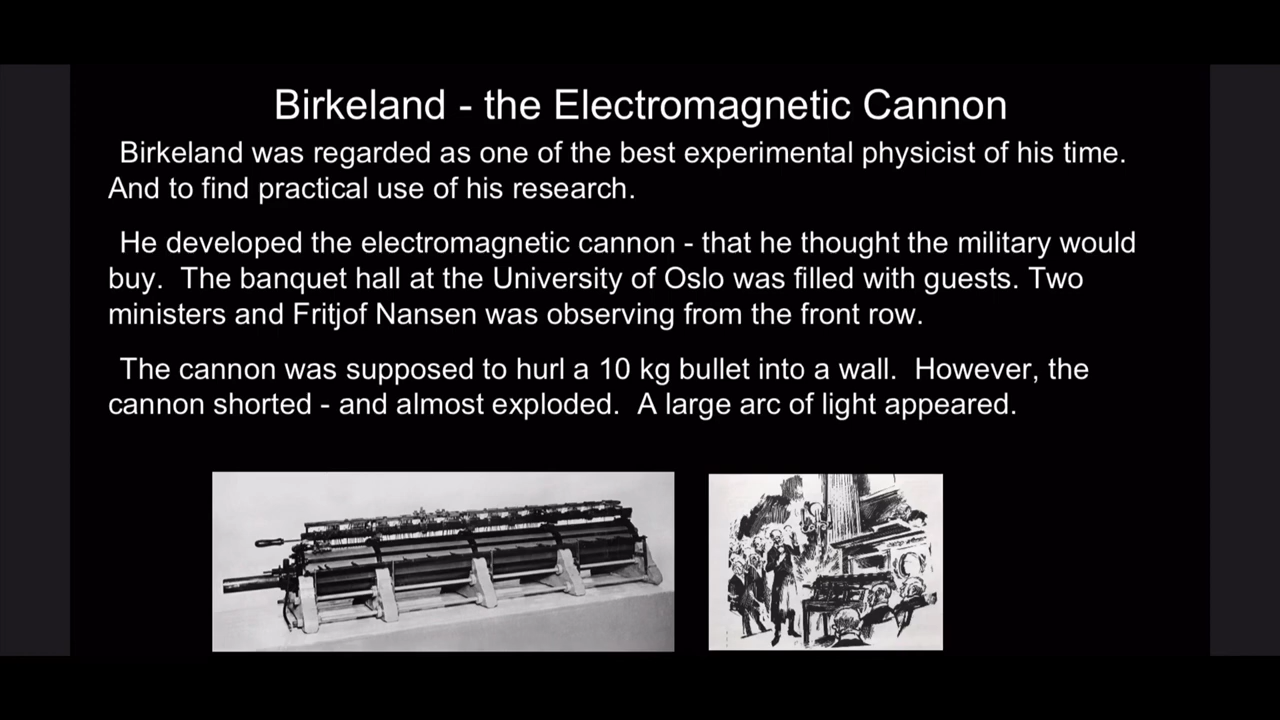 Birkeland - the Electromagnetic Cannon
Birkeland was regarded as one of the best experimental physicist of his time.
And to find practical use of his research.
He developed the electromagnetic cannon - that he thought the military would
buy.  The banquet hall at the University of Oslo was filled with guests. Two
ministers and Fritjof Nansen was observing from the front row.
The cannon was supposed to hurl a 10 kg bullet into a wall.  However, the
cannon shorted - and almost exploded.  A large arc of light appeared.